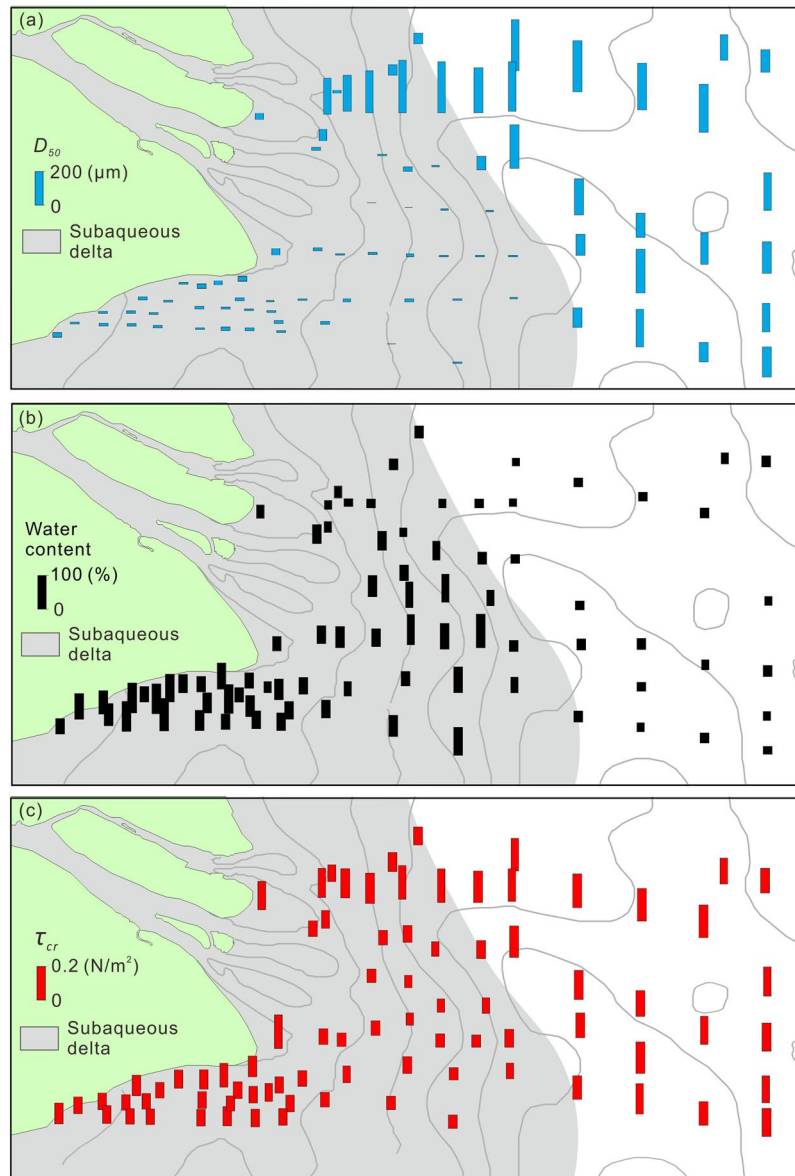 (a)
D50
200 (μm)
0
Subaqueous
delta
(b)
Water
content
100 (%)
0
Subaqueous
delta
(c)
τcr
0.2 (N/m²)
0
Subaqueous
delta